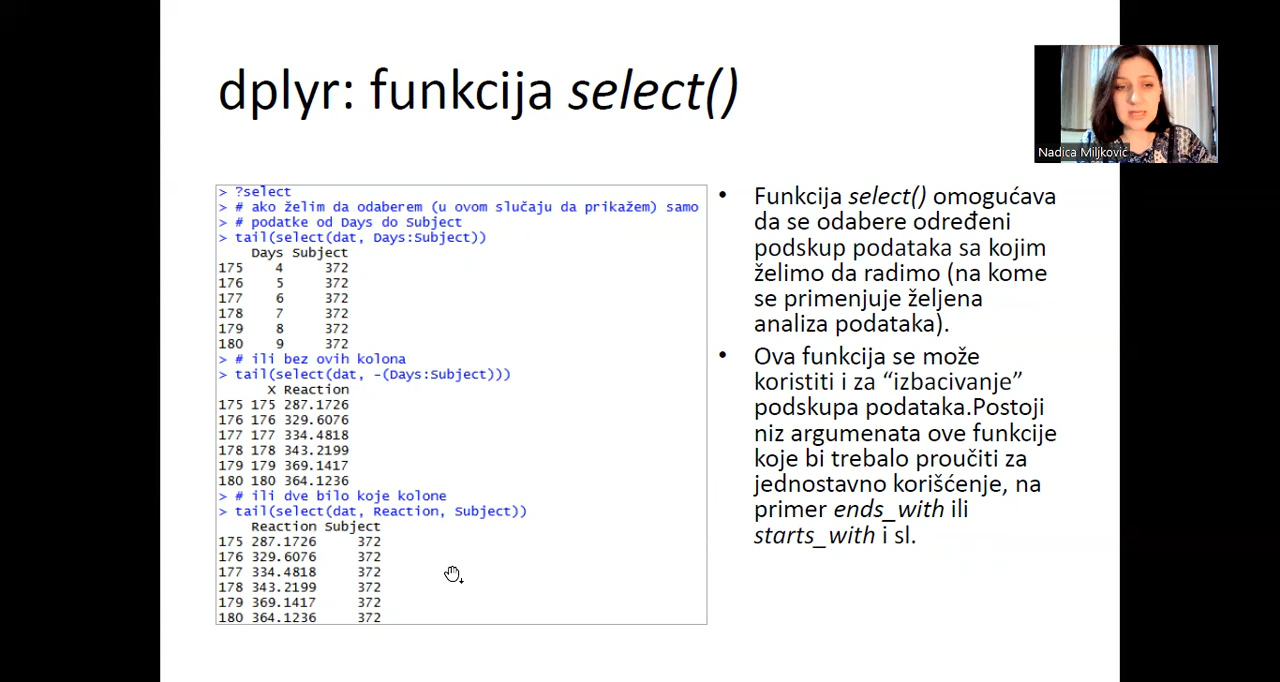 dplyr: funkcija select()
Nadica Miljković
> ?select
> # ako želim da odaberem (u ovom slučaju da prikažem) samo
> # podatke od Days do Subject
> tail(select(dat, Days:Subject))
Days Subject
175 4 372
176 5 372
177 6 372
178 7 372
179 8 372
180 9 372
> # ili bez ovih kolona
> tail(select(dat, -(Days:Subject)))
X Reaction
175 175 287.1726
176 176 329.6076
177 177 334.4818
178 178 343.2199
179 179 369.1417
180 180 364.1236
> # ili dve bilo koje kolone
> tail(select(dat, Reaction, Subject))
Reaction Subject
175 287.1726 372
176 329.6076 372
177 334.4818 372
178 343.2199 372
179 369.1417 372
180 364.1236 372
• Funkcija select() omogućava
da se odabere određeni
podskup podataka sa kojim
želimo da radimo (na kome
se primenjuje željena
analiza podataka).
• Ova funkcija se može
koristiti i za “izbacivanje”
podskupa podataka.Postoji
niz argumenata ove funkcije
koje bi trebalo proučiti za
jednostavno korišćenje, na
primer ends_with ili
starts_with i sl.